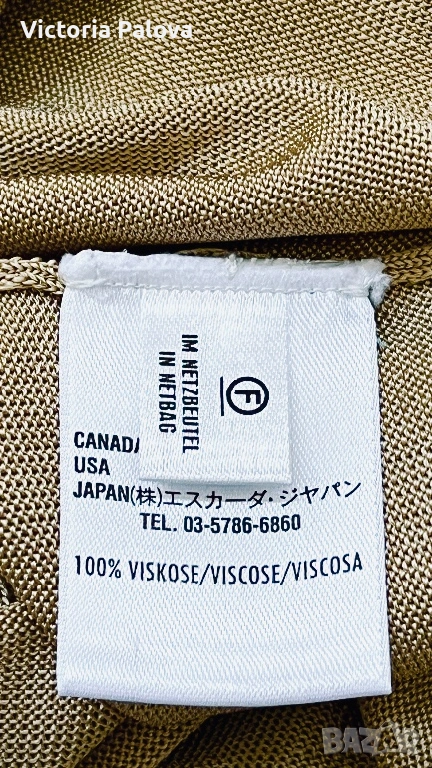 Victoria Palova
F
IM NETZBEUTEL
IN NETBAG
CANADA
USA
JAPAN(株)エスカーダ・ジャパン
TEL. 03-5786-6860
100% VISKOSE/VISCOSE/VISCOSA
BAZAR